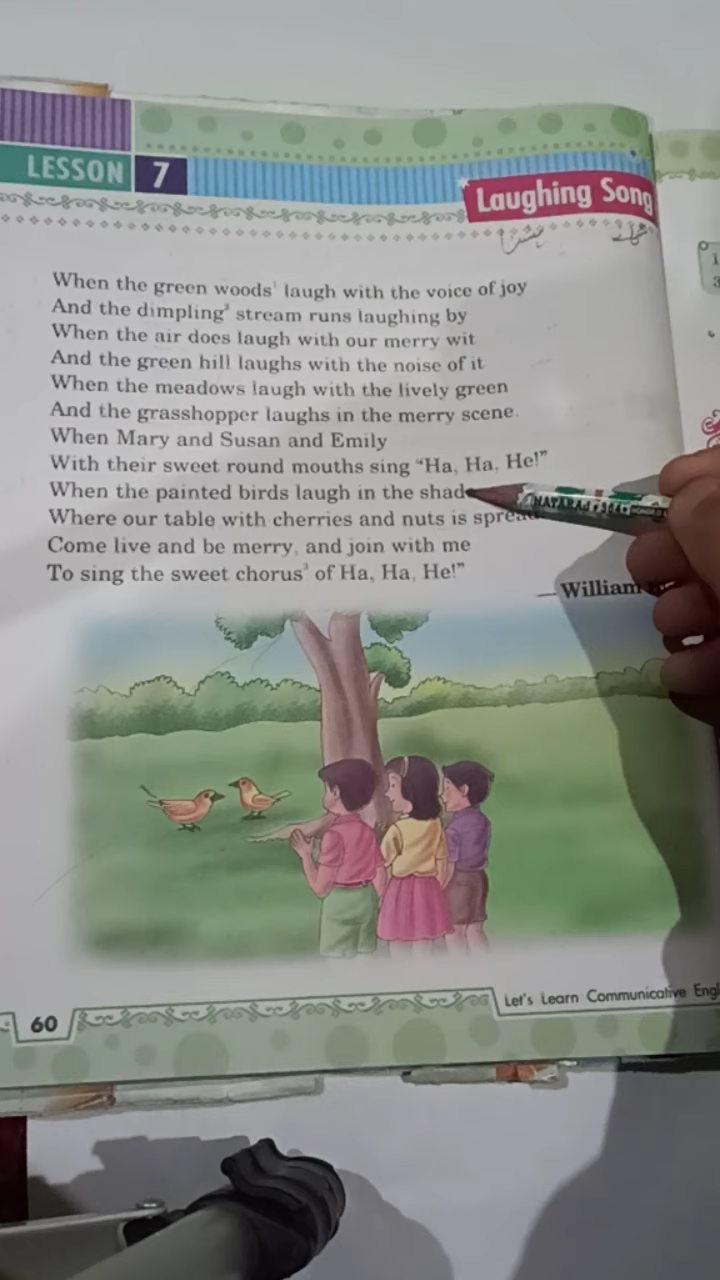 LESSON 7
Laughing Song
When the green woods¹ laugh with the voice of joy
And the dimpling² stream runs laughing by
When the air does laugh with our merry wit
And the green hill laughs with the noise of it
When the meadows laugh with the lively green
And the grasshopper laughs in the merry scene
When Mary and Susan and Emily
With their sweet round mouths sing "Ha, Ha, He!"
When the painted birds laugh in the shad
Where our table with cherries and nuts is spread
Come live and be merry, and join with me
To sing the sweet chorus³ of Ha, Ha, He!"
William
NATARAJ
60
Let's Learn Communicative Engl